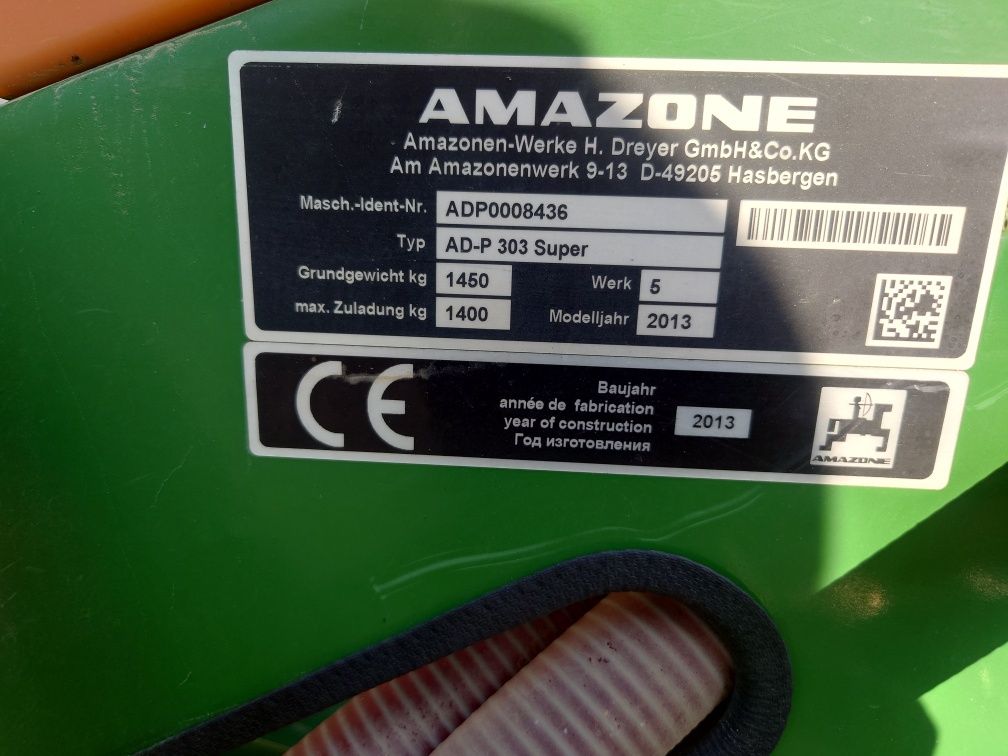 AMAZONE
Amazonen-Werke H. Dreyer GmbH&Co.KG
Am Amazonenwerk 9-13 D-49205 Hasbergen
Masch.-Ident-Nr. ADP0008436
Typ AD-P 303 Super
Grundgewicht kg 1450 Werk 5
max. Zuladung kg 1400 Modelljahr 2013
CE
Baujahr
année de fabrication
year of construction
Год изготовления
2013
AMAZONE